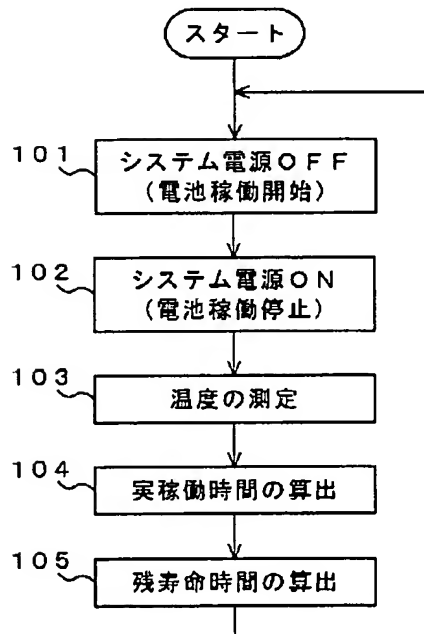 スタート
101
システム電源OFF
(電池稼働開始)
102
システム電源ON
(電池稼働停止)
103
温度の測定
104
実稼働時間の算出
105
残寿命時間の算出